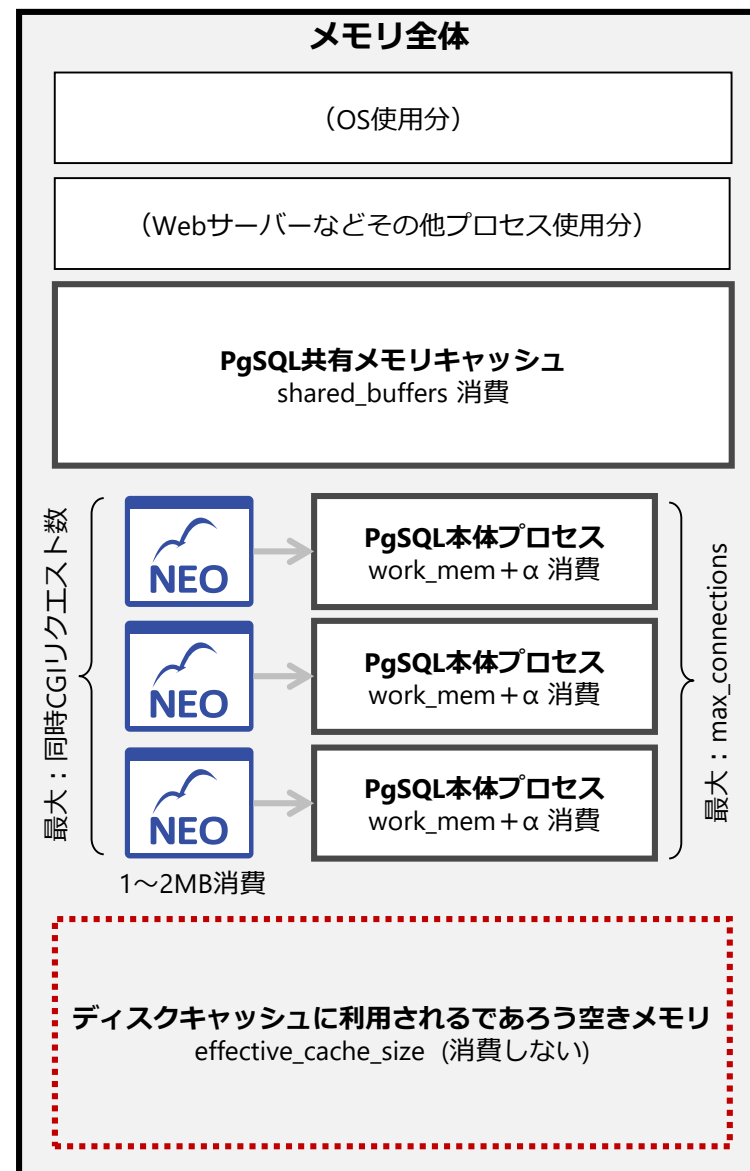 メモリ全体
（OS使用分）
（Webサーバーなどその他プロセス使用分）
PgSQL共有メモリキャッシュ
shared_buffers 消費
最大：同時CGIリクエスト数
NEO
PgSQL本体プロセス
work_mem＋α 消費
NEO
PgSQL本体プロセス
work_mem＋α 消費
NEO
PgSQL本体プロセス
work_mem＋α 消費
最大：max_connections
1～2MB消費
ディスクキャッシュに利用されるであろう空きメモリ
effective_cache_size (消費しない)